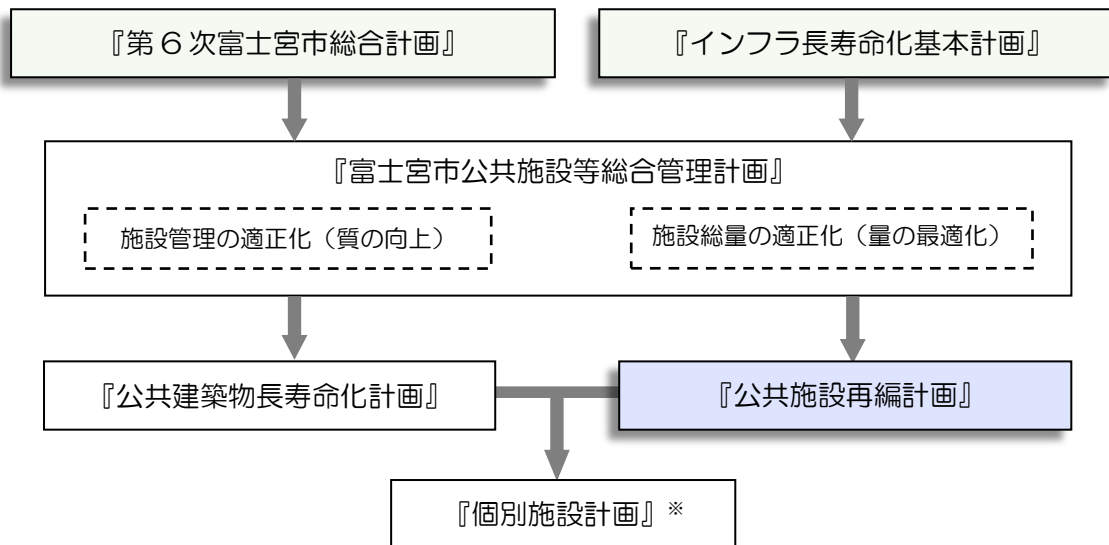 『第6次富士宮市総合計画』
『インフラ長寿命化基本計画』
『富士宮市公共施設等総合管理計画』
施設管理の適正化（質の向上）
施設総量の適正化（量の最適化）
『公共建築物長寿命化計画』
『公共施設再編計画』
『個別施設計画』※